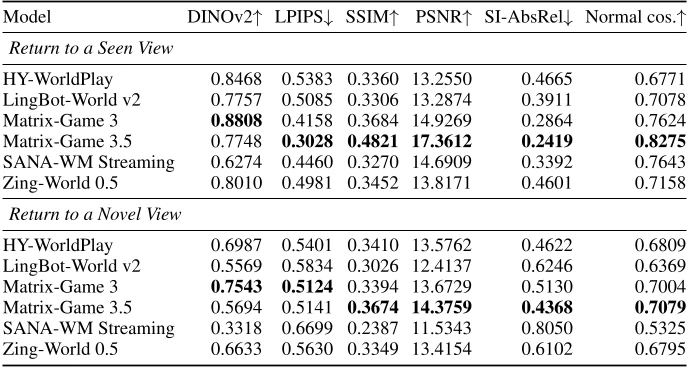 Model DINOv2↑ LPIPS↓ SSIM↑ PSNR↑ SI-AbsRel↓ Normal cos.↑
Return to a Seen View
HY-WorldPlay 0.8468 0.5383 0.3360 13.2550 0.4665 0.6771
LingBot-World v2 0.7757 0.5085 0.3306 13.2874 0.3911 0.7078
Matrix-Game 3 0.8808 0.4158 0.3684 14.9269 0.2864 0.7624
Matrix-Game 3.5 0.7748 0.3028 0.4821 17.3612 0.2419 0.8275
SANA-WM Streaming 0.6274 0.4460 0.3270 14.6909 0.3392 0.7643
Zing-World 0.5 0.8010 0.4981 0.3452 13.8171 0.4601 0.7158
Return to a Novel View
HY-WorldPlay 0.6987 0.5401 0.3410 13.5762 0.4622 0.6809
LingBot-World v2 0.5569 0.5834 0.3026 12.4137 0.6246 0.6369
Matrix-Game 3 0.7543 0.5124 0.3394 13.6729 0.5130 0.7004
Matrix-Game 3.5 0.5694 0.5141 0.3674 14.3759 0.4368 0.7079
SANA-WM Streaming 0.3318 0.6699 0.2387 11.5343 0.8050 0.5325
Zing-World 0.5 0.6633 0.5630 0.3349 13.4154 0.6102 0.6795